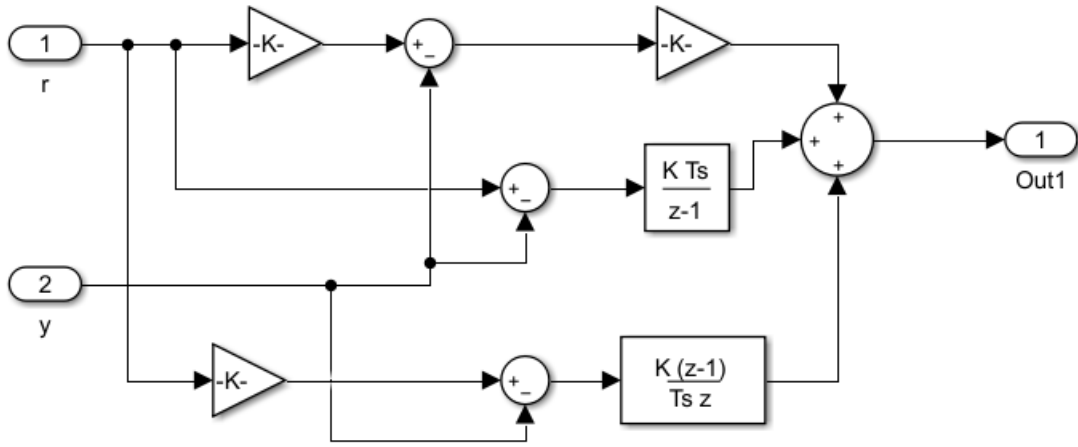 1
r
-K-
+
−
-K-
+
+
+
1
Out1
+
−
K Ts
z-1
2
y
-K-
+
−
K (z-1)
Ts z